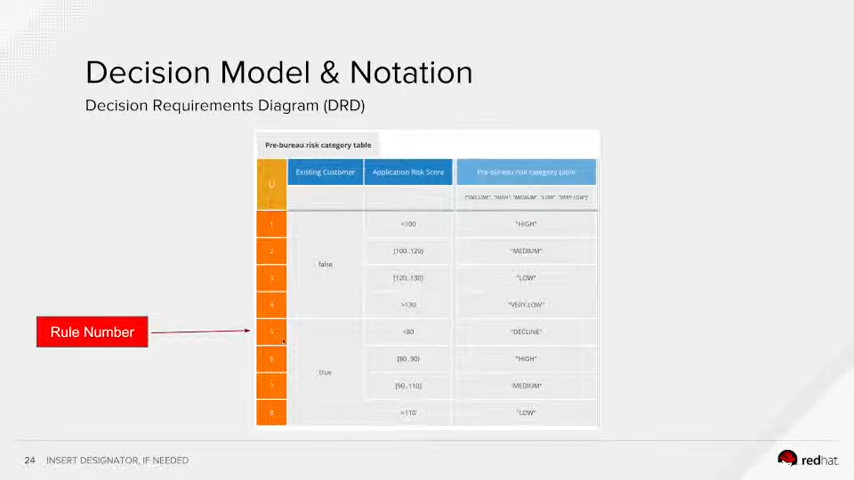 Decision Model & Notation
Decision Requirements Diagram (DRD)
Pre-bureau risk category table
U
Existing Customer
Application Risk Score
Pre-bureau risk category table
("DECLINE", "HIGH", "MEDIUM", "LOW", "VERY LOW")
1
<100
"HIGH"
2
[100..120)
"MEDIUM"
false
3
[120..130]
"LOW"
4
>130
"VERY LOW"
Rule Number
5
<80
"DECLINE"
6
[80..90)
"HIGH"
true
7
[90..110]
"MEDIUM"
8
>110
"LOW"
24 INSERT DESIGNATOR, IF NEEDED
redhat.